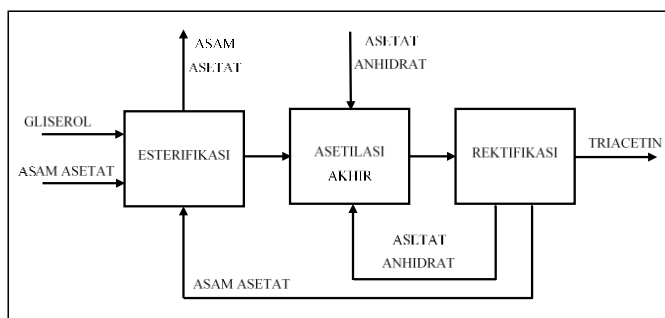 ASAM
ASETAT
ASETAT
ANHIDRAT
GLISEROL
ASAM ASETAT
ESTERIFIKASI
ASETILASI
AKHIR
REKTIFIKASI
TRIACETIN
ASETAT
ANHIDRAT
ASAM ASETAT